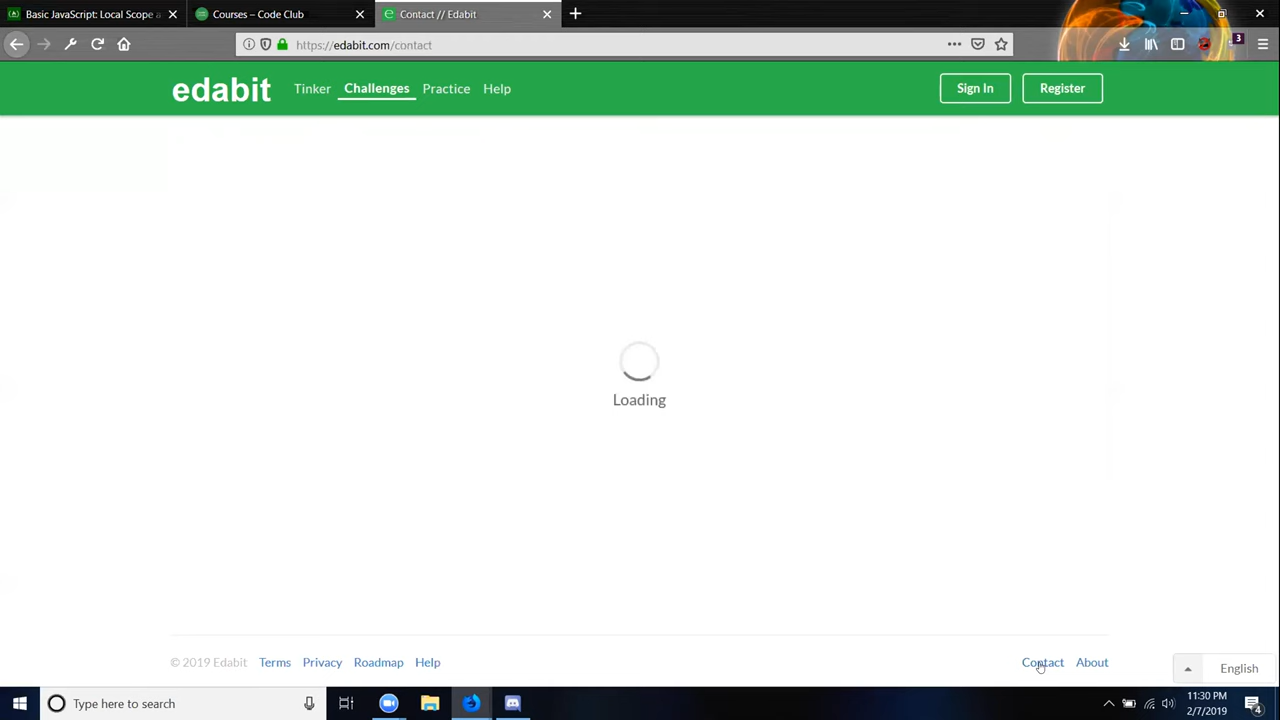 Basic JavaScript: Local Scope a
Courses – Code Club
Contact // Edabit
https://edabit.com/contact
3
edabit Tinker Challenges Practice Help Sign In Register
Loading
© 2019 Edabit Terms Privacy Roadmap Help Contact About
English
Type here to search
11:30 PM
2/7/2019
4